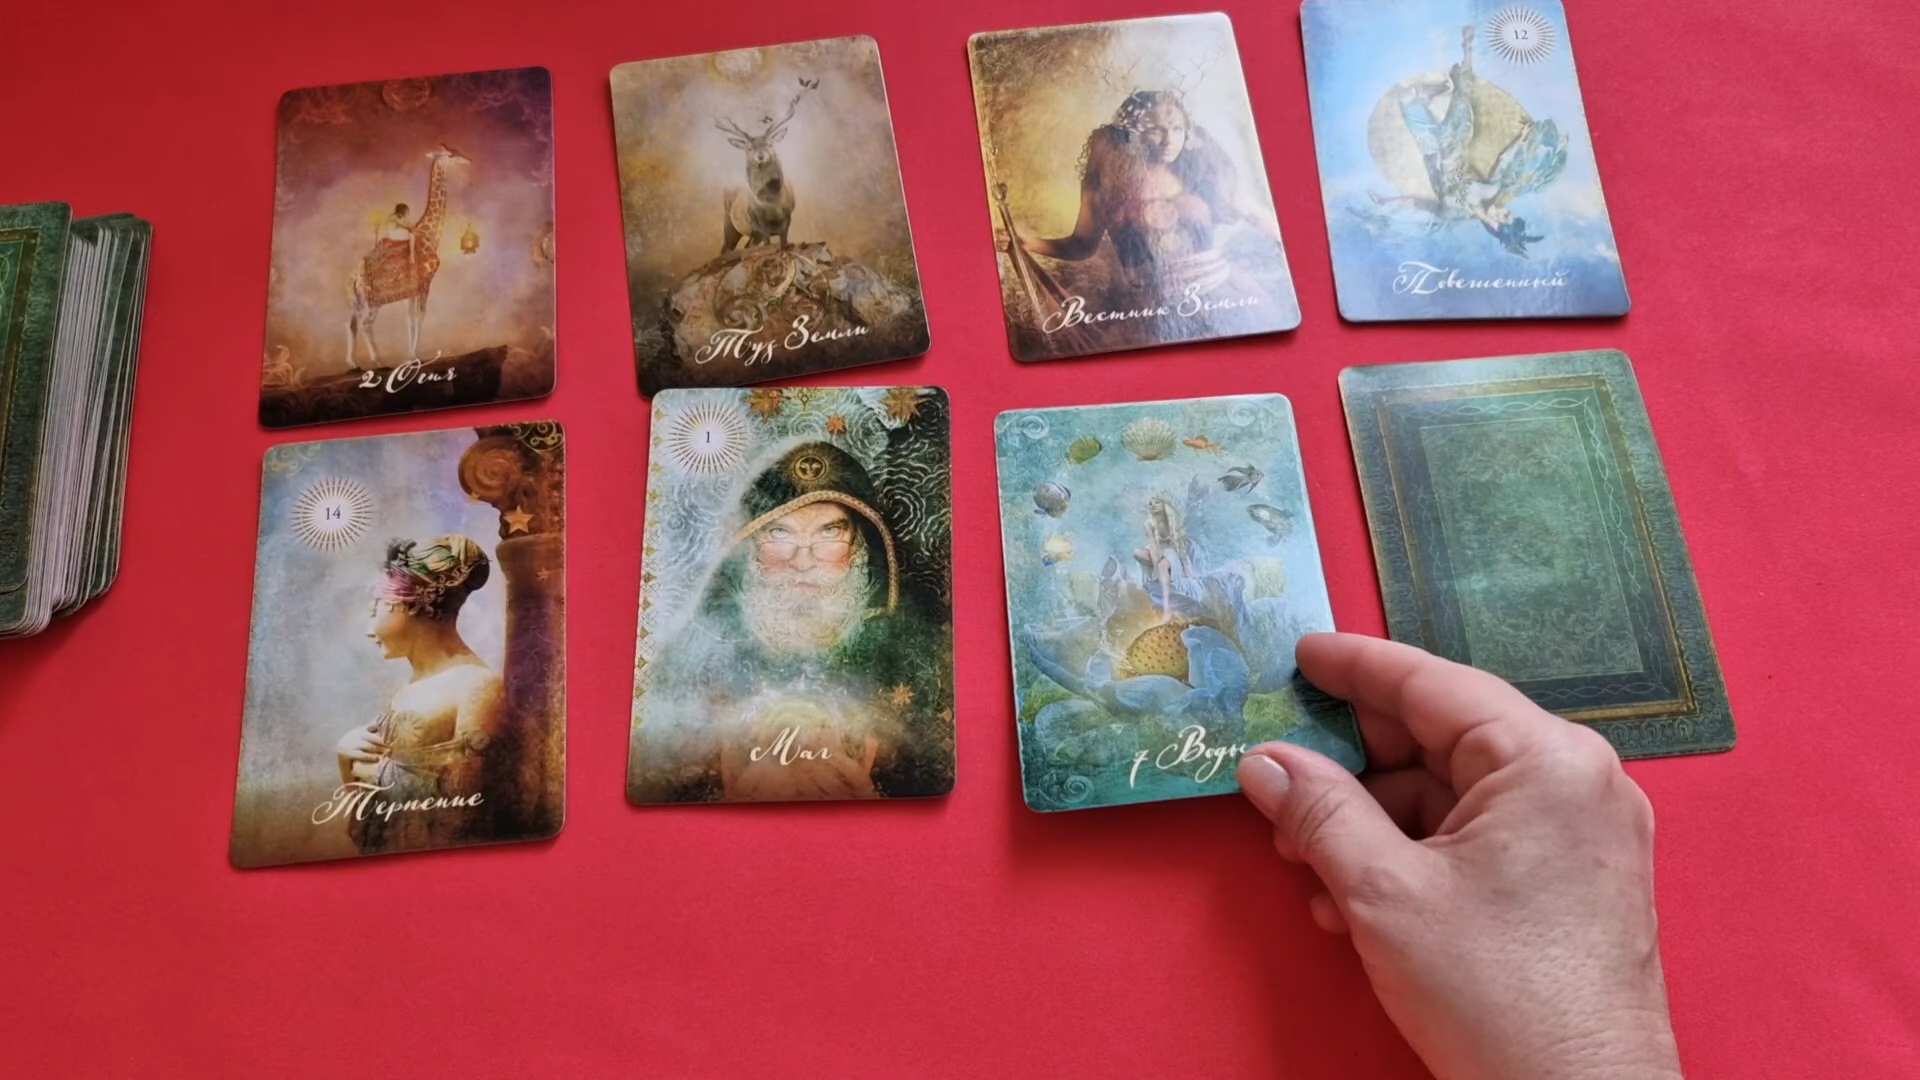 2 Огня
Туз Земли
Вестник Земли
12
Повешенный
14
Терпение
1
Маг
7 Воды